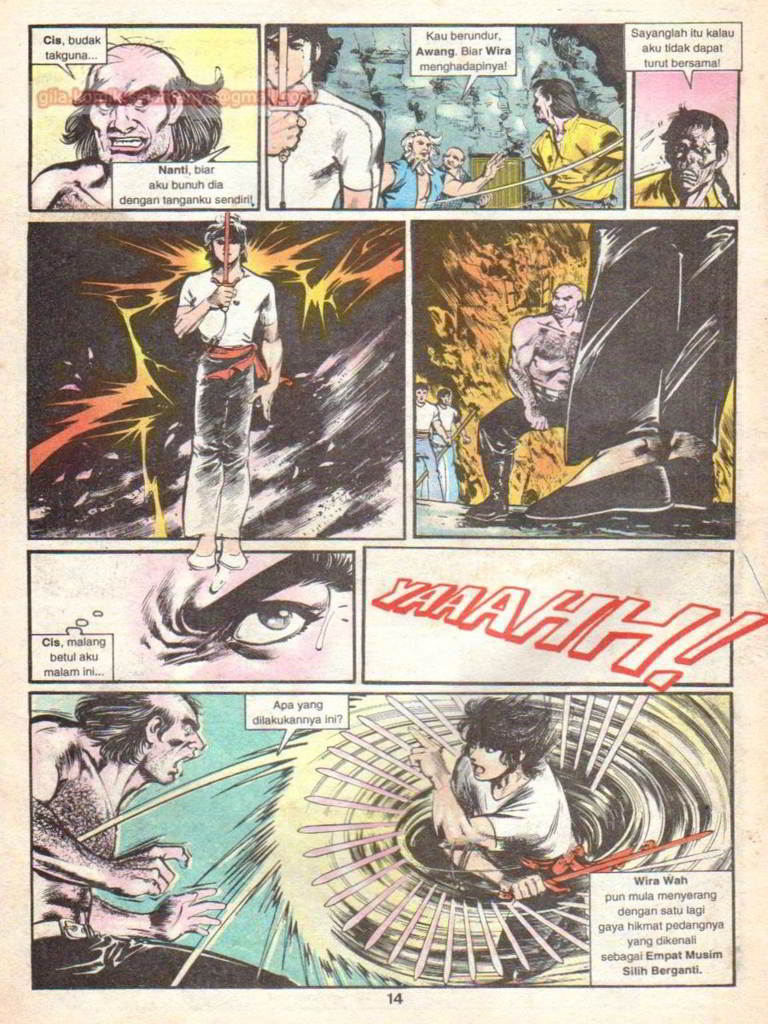 Cis, budak
takguna...
Nanti, biar
aku bunuh dia
dengan tanganku sendiri!
Kau berundur,
Awang. Biar Wira
menghadapinya!
Sayanglah itu kalau
aku tidak dapat
turut bersama!
Cis, malang
betul aku
malam ini...
YAAAAHH!
Apa yang
dilakukannya ini?
Wira Wah
pun mula menyerang
dengan satu lagi
gaya hikmat pedangnya
yang dikenali
sebagai Empat Musim
Silih Berganti.
14